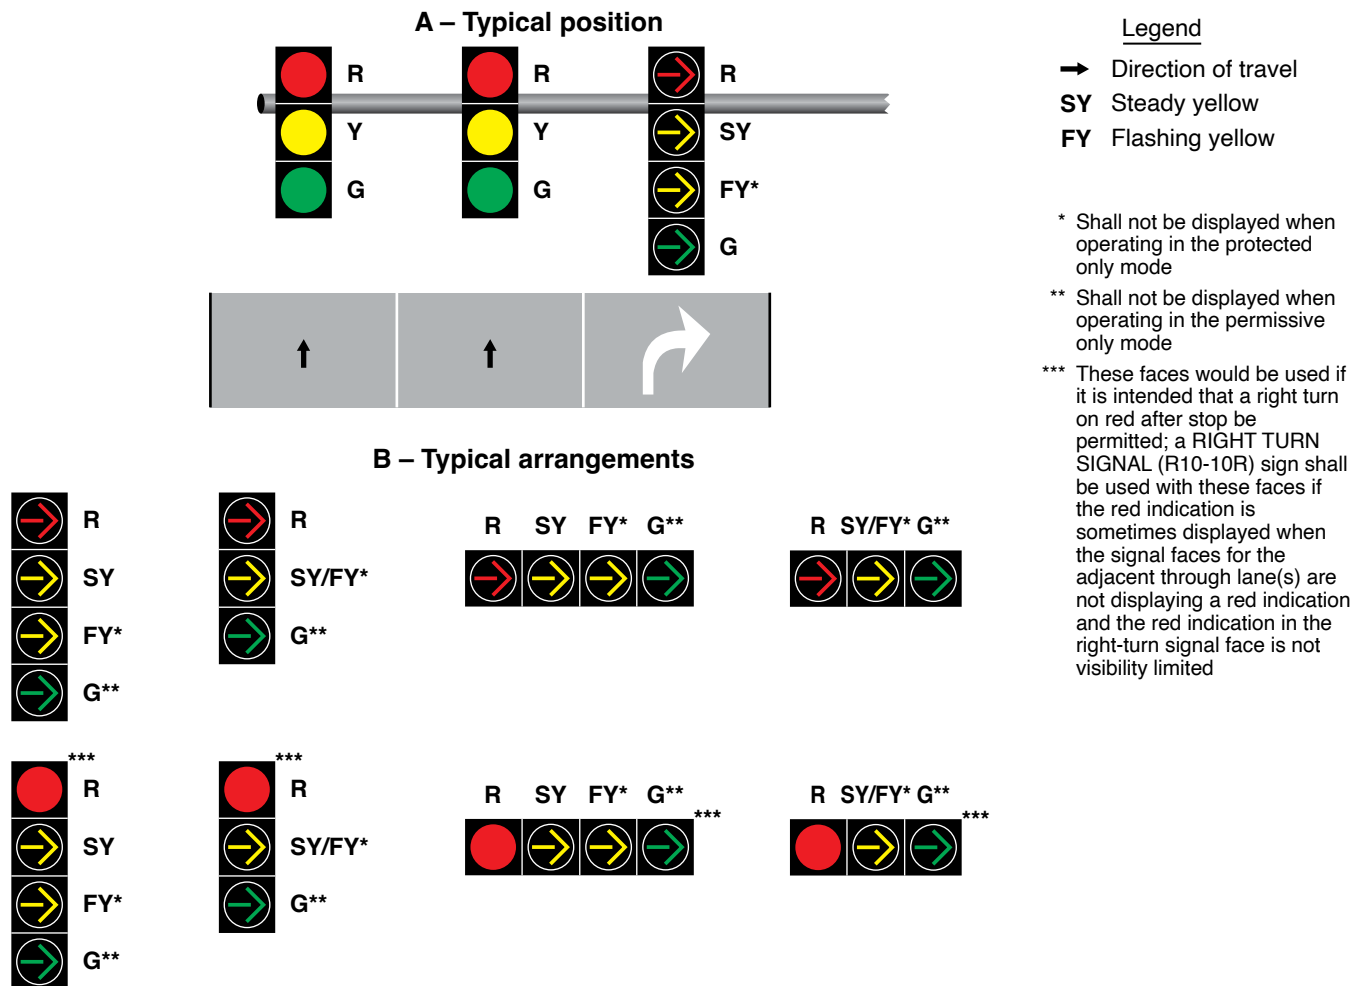 A – Typical position
R
Y
G
R
Y
G
R
SY
FY*
G
Legend
Direction of travel
SY Steady yellow
FY Flashing yellow
* Shall not be displayed when
operating in the protected
only mode
** Shall not be displayed when
operating in the permissive
only mode
*** These faces would be used if
it is intended that a right turn
on red after stop be
permitted; a RIGHT TURN
SIGNAL (R10-10R) sign shall
be used with these faces if
the red indication is
sometimes displayed when
the signal faces for the
adjacent through lane(s) are
not displaying a red indication
and the red indication in the
right-turn signal face is not
visibility limited
B – Typical arrangements
R
SY
FY*
G**
R
SY/FY*
G**
R SY FY* G**
R SY/FY* G**
***
R
SY
FY*
G**
***
R
SY/FY*
G**
R SY FY* G**
***
R SY/FY* G**
***